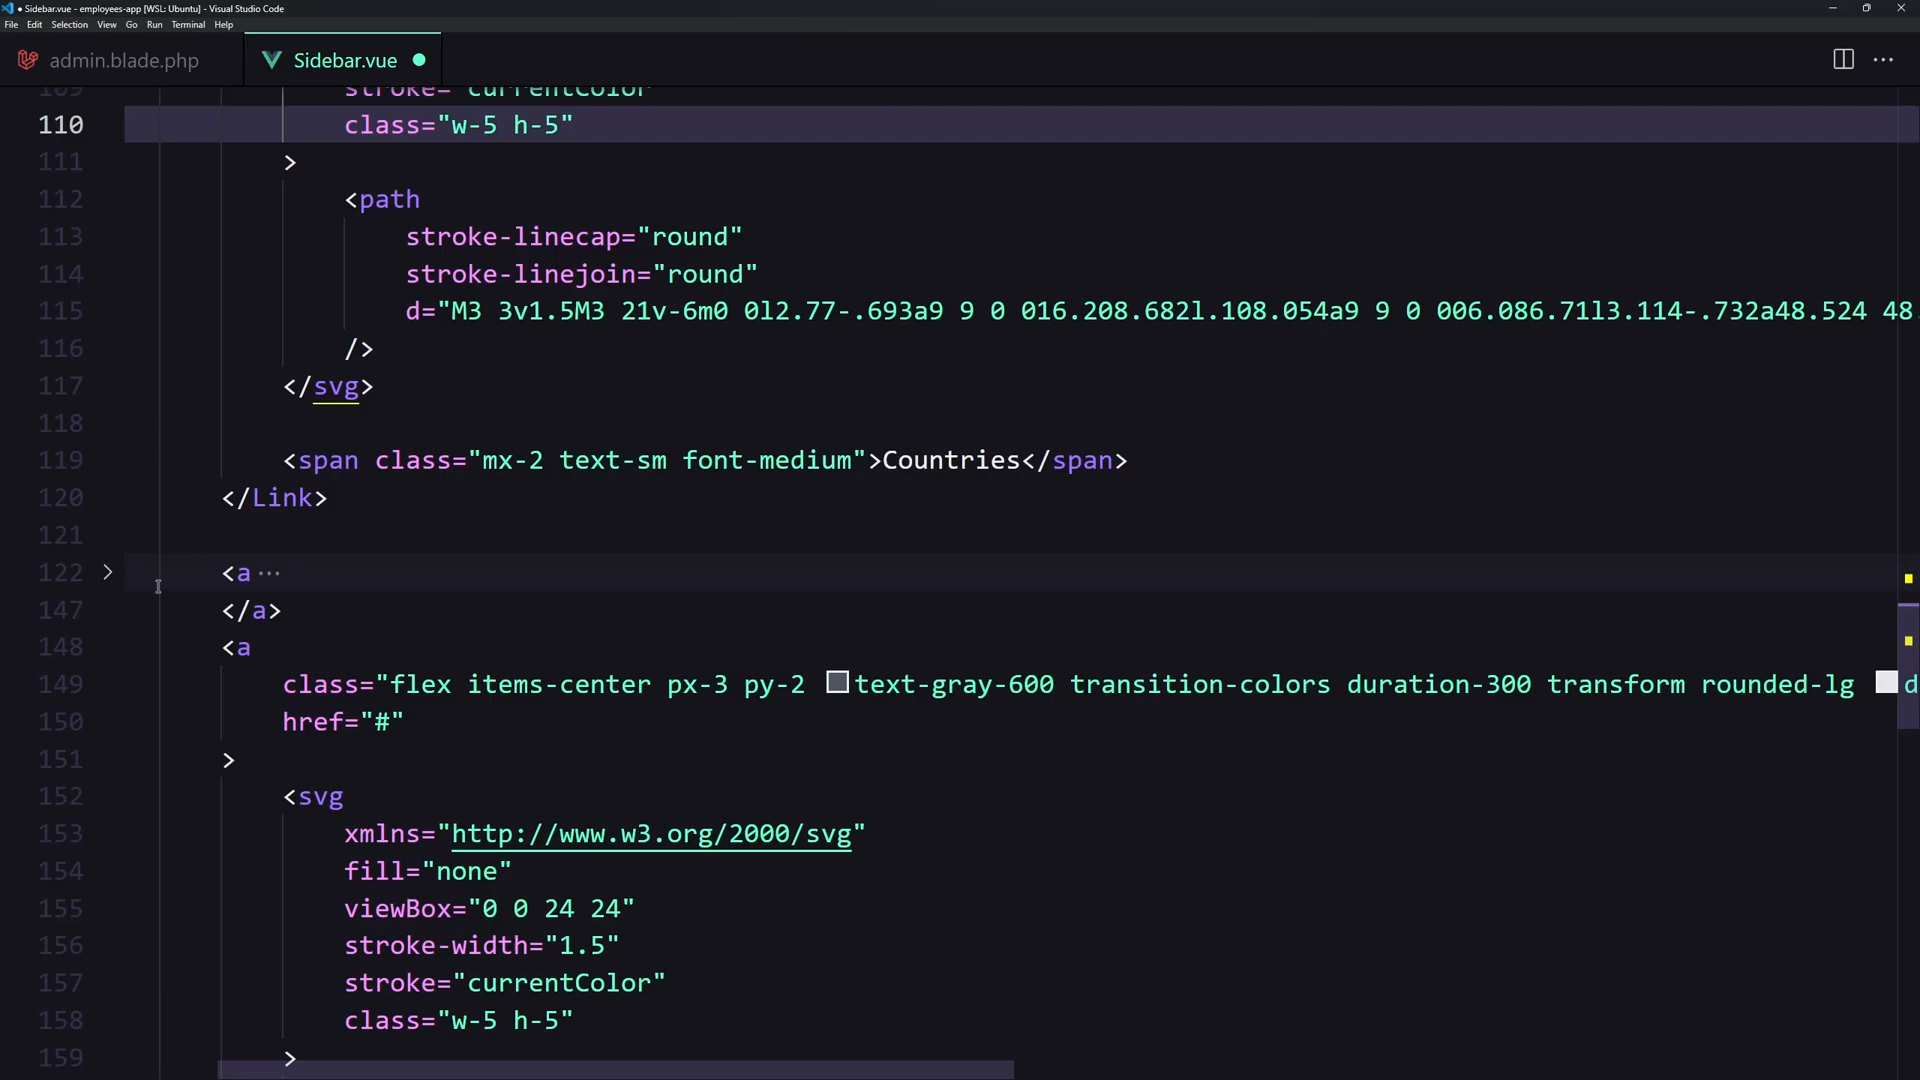 Sidebar.vue - employees-app [WSL: Ubuntu] - Visual Studio Code
File Edit Selection View Go Run Terminal Help
admin.blade.php
Sidebar.vue
109 stroke="currentColor"
110 class="w-5 h-5"
111 >
112 <path
113 stroke-linecap="round"
114 stroke-linejoin="round"
115 d="M3 3v1.5M3 21v-6m0 0l2.77-.693a9 9 0 016.208.682l.108.054a9 9 0 006.086.71l3.114-.732a48.524 48.
116 />
117 </svg>
118
119 <span class="mx-2 text-sm font-medium">Countries</span>
120 </Link>
121
122 <a ···
147 </a>
148 <a
149 class="flex items-center px-3 py-2 text-gray-600 transition-colors duration-300 transform rounded-lg d
150 href="#"
151 >
152 <svg
153 xmlns="http://www.w3.org/2000/svg"
154 fill="none"
155 viewBox="0 0 24 24"
156 stroke-width="1.5"
157 stroke="currentColor"
158 class="w-5 h-5"
159 >